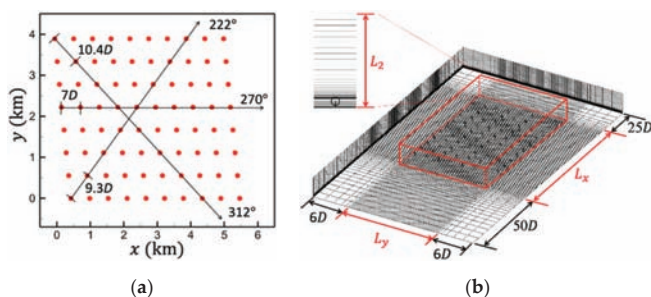 4
3
2
1
0
y (km)
0 1 2 3 4 5 6
x (km)
10.4D
7D
9.3D
222°
270°
312°
(a)
(b)
L₂
25D
Lₓ
50D
6D
L_y
6D